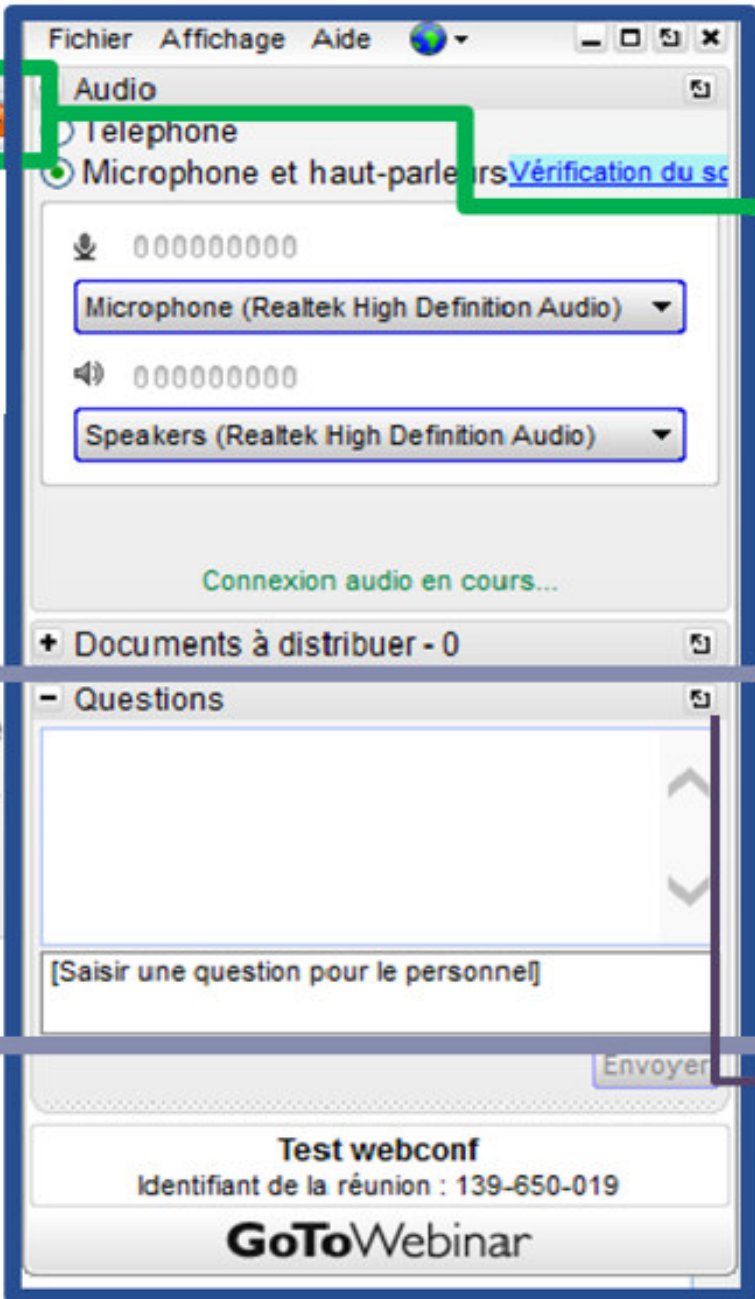 Fichier Affichage Aide
Audio
Téléphone
Microphone et haut-parleurs Vérification du
000000000
Microphone (Realtek High Definition Audio)
000000000
Speakers (Realtek High Definition Audio)
Connexion audio en cours...
+ Documents à distribuer - 0
- Questions
[Saisir une question pour le personnel]
Envoyer
Test webconf
Identifiant de la réunion : 139-650-019
GoToWebinar